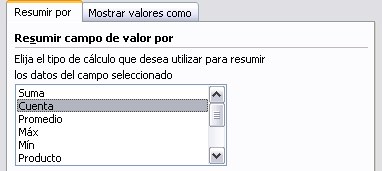 Resumir por Mostrar valores como
Resumir campo de valor por
Elija el tipo de cálculo que desea utilizar para resumir
los datos del campo seleccionado
Suma
Cuenta
Promedio
Máx
Mín
Producto